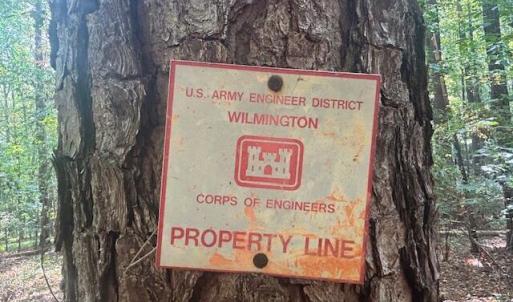 U.S. ARMY ENGINEER DISTRICT
WILMINGTON
CORPS OF ENGINEERS
PROPERTY LINE